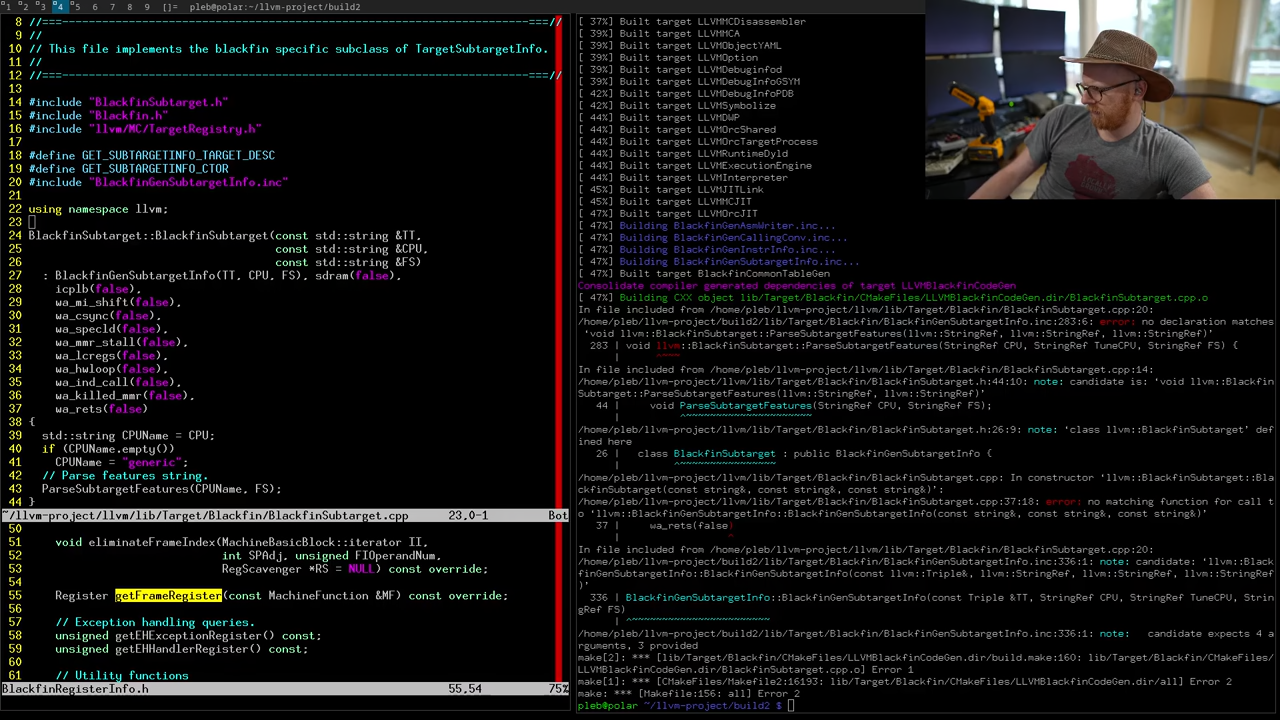 1 2 3 4 5 6 7 8 9 []= pleb@polar:~/llvm-project/build2
8 //===----------------------------------------------------------------------===//
9 //
10 // This file implements the blackfin specific subclass of TargetSubtargetInfo.
11 //
12 //===----------------------------------------------------------------------===//
13
14 #include "BlackfinSubtarget.h"
15 #include "Blackfin.h"
16 #include "llvm/MC/TargetRegistry.h"
17
18 #define GET_SUBTARGETINFO_TARGET_DESC
19 #define GET_SUBTARGETINFO_CTOR
20 #include "BlackfinGenSubtargetInfo.inc"
21
22 using namespace llvm;
23
24 BlackfinSubtarget::BlackfinSubtarget(const std::string &TT,
25 const std::string &CPU,
26 const std::string &FS)
27 : BlackfinGenSubtargetInfo(TT, CPU, FS), sdram(false),
28 icplb(false),
29 wa_mi_shift(false),
30 wa_csync(false),
31 wa_specld(false),
32 wa_mmr_stall(false),
33 wa_lcregs(false),
34 wa_hwloop(false),
35 wa_ind_call(false),
36 wa_killed_mmr(false),
37 wa_rets(false)
38 {
39 std::string CPUName = CPU;
40 if (CPUName.empty())
41 CPUName = "generic";
42 // Parse features string.
43 ParseSubtargetFeatures(CPUName, FS);
44 }
~/llvm-project/llvm/lib/Target/Blackfin/BlackfinSubtarget.cpp 23,0-1 Bot
50
51 void eliminateFrameIndex(MachineBasicBlock::iterator II,
52 int SPAdj, unsigned FIOperandNum,
53 RegScavenger *RS = NULL) const override;
54
55 Register getFrameRegister(const MachineFunction &MF) const override;
56
57 // Exception handling queries.
58 unsigned getEHExceptionRegister() const;
59 unsigned getEHHandlerRegister() const;
60
61 // Utility functions
BlackfinRegisterInfo.h 55,54 75%
[ 37%] Built target LLVMMCDisassembler
[ 39%] Built target LLVMMCA
[ 39%] Built target LLVMObjectYAML
[ 39%] Built target LLVMOption
[ 39%] Built target LLVMDebuginfod
[ 39%] Built target LLVMDebugInfoGSYM
[ 42%] Built target LLVMDebugInfoPDB
[ 42%] Built target LLVMSymbolize
[ 44%] Built target LLVMDWP
[ 44%] Built target LLVMOrcShared
[ 44%] Built target LLVMOrcTargetProcess
[ 44%] Built target LLVMRuntimeDyld
[ 44%] Built target LLVMExecutionEngine
[ 44%] Built target LLVMInterpreter
[ 45%] Built target LLVMJITLink
[ 45%] Built target LLVMMCJIT
[ 47%] Built target LLVMOrcJIT
[ 47%] Building BlackfinGenAsmWriter.inc...
[ 47%] Building BlackfinGenCallingConv.inc...
[ 47%] Building BlackfinGenInstrInfo.inc...
[ 47%] Building BlackfinGenSubtargetInfo.inc...
[ 47%] Built target BlackfinCommonTableGen
Consolidate compiler generated dependencies of target LLVMBlackfinCodeGen
[ 47%] Building CXX object lib/Target/Blackfin/CMakeFiles/LLVMBlackfinCodeGen.dir/BlackfinSubtarget.cpp.o
In file included from /home/pleb/llvm-project/llvm/lib/Target/Blackfin/BlackfinSubtarget.cpp:20:
/home/pleb/llvm-project/build2/lib/Target/Blackfin/BlackfinGenSubtargetInfo.inc:283:6: error: no declaration matches
'void llvm::BlackfinSubtarget::ParseSubtargetFeatures(llvm::StringRef, llvm::StringRef, llvm::StringRef)'
283 | void llvm::BlackfinSubtarget::ParseSubtargetFeatures(StringRef CPU, StringRef TuneCPU, StringRef FS) {
| ^~~~
In file included from /home/pleb/llvm-project/llvm/lib/Target/Blackfin/BlackfinSubtarget.cpp:14:
/home/pleb/llvm-project/llvm/lib/Target/Blackfin/BlackfinSubtarget.h:44:10: note: candidate is: 'void llvm::Blackfin
Subtarget::ParseSubtargetFeatures(llvm::StringRef, llvm::StringRef)'
44 | void ParseSubtargetFeatures(StringRef CPU, StringRef FS);
| ^~~~~~~~~~~~~~~~~~~~~~
/home/pleb/llvm-project/llvm/lib/Target/Blackfin/BlackfinSubtarget.h:26:9: note: 'class llvm::BlackfinSubtarget' def
ined here
26 | class BlackfinSubtarget : public BlackfinGenSubtargetInfo {
| ^~~~~~~~~~~~~~~~~
/home/pleb/llvm-project/llvm/lib/Target/Blackfin/BlackfinSubtarget.cpp: In constructor 'llvm::BlackfinSubtarget::Bla
ckfinSubtarget(const string&, const string&, const string&)':
/home/pleb/llvm-project/llvm/lib/Target/Blackfin/BlackfinSubtarget.cpp:37:18: error: no matching function for call t
o 'llvm::BlackfinGenSubtargetInfo::BlackfinGenSubtargetInfo(const string&, const string&, const string&)'
37 | wa_rets(false)
| ^
In file included from /home/pleb/llvm-project/llvm/lib/Target/Blackfin/BlackfinSubtarget.cpp:20:
/home/pleb/llvm-project/build2/lib/Target/Blackfin/BlackfinGenSubtargetInfo.inc:336:1: note: candidate: 'llvm::Black
finGenSubtargetInfo::BlackfinGenSubtargetInfo(const llvm::Triple&, llvm::StringRef, llvm::StringRef, llvm::StringRef
)'
336 | BlackfinGenSubtargetInfo::BlackfinGenSubtargetInfo(const Triple &TT, StringRef CPU, StringRef TuneCPU, Strin
gRef FS)
| ^~~~~~~~~~~~~~~~~~~~~~~~
/home/pleb/llvm-project/build2/lib/Target/Blackfin/BlackfinGenSubtargetInfo.inc:336:1: note: candidate expects 4 a
rguments, 3 provided
make[2]: *** [lib/Target/Blackfin/CMakeFiles/LLVMBlackfinCodeGen.dir/build.make:160: lib/Target/Blackfin/CMakeFiles/
LLVMBlackfinCodeGen.dir/BlackfinSubtarget.cpp.o] Error 1
make[1]: *** [CMakeFiles/Makefile2:16193: lib/Target/Blackfin/CMakeFiles/LLVMBlackfinCodeGen.dir/all] Error 2
make: *** [Makefile:156: all] Error 2
pleb@polar ~/llvm-project/build2 $